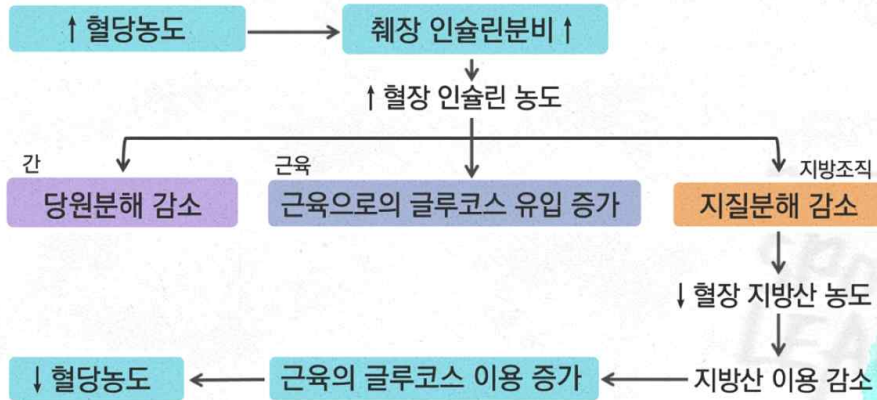 ↑ 혈당농도
췌장 인슐린분비 ↑
↑ 혈장 인슐린 농도
간
근육
지방조직
당원분해 감소
근육으로의 글루코스 유입 증가
지질분해 감소
↓ 혈장 지방산 농도
지방산 이용 감소
근육의 글루코스 이용 증가
↓ 혈당농도